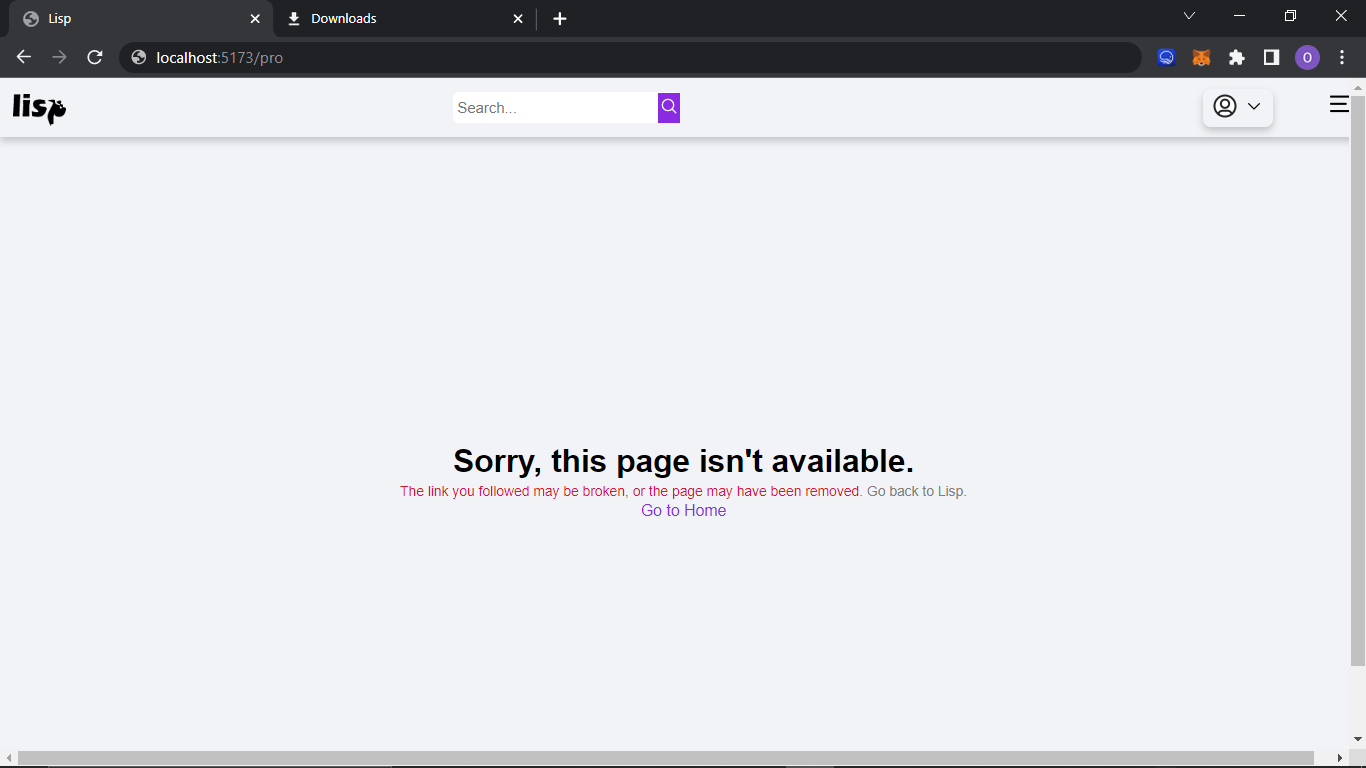 Lisp
Downloads
localhost:5173/pro
O
lisp
Search...
Sorry, this page isn't available.
The link you followed may be broken, or the page may have been removed. Go back to Lisp.
Go to Home